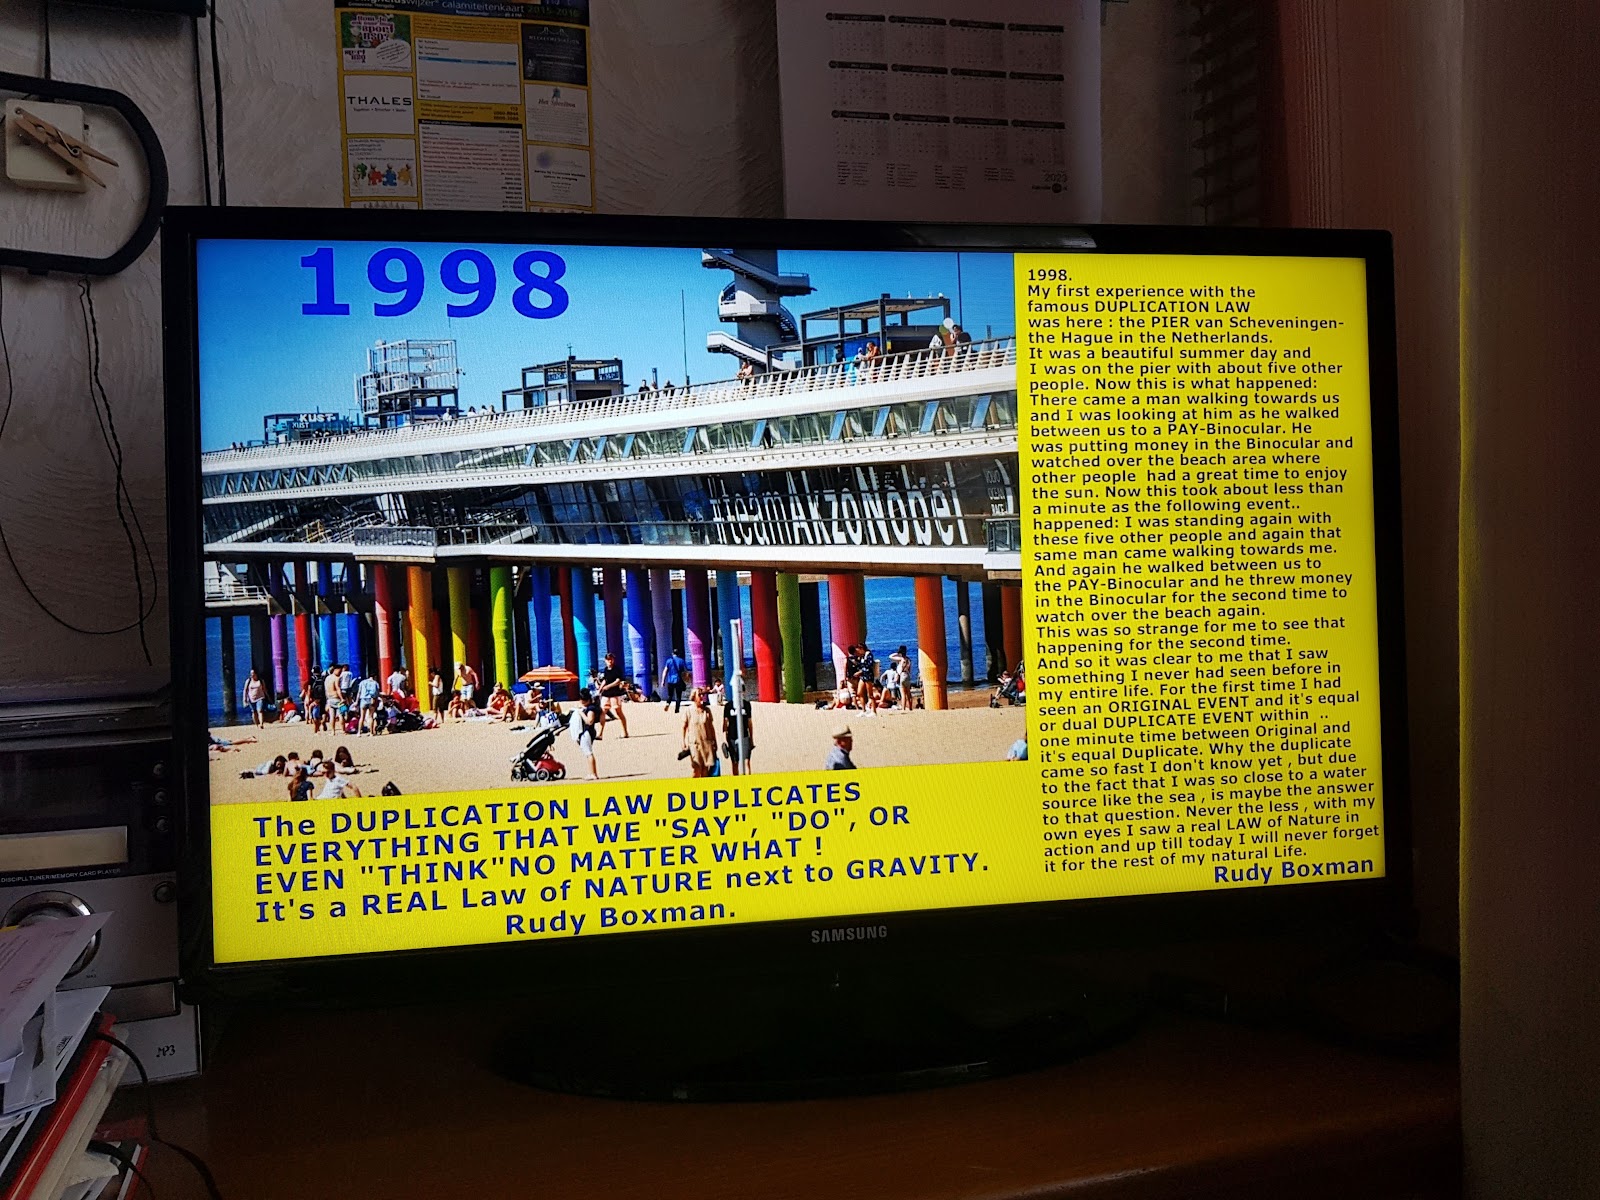 wijzer° calamiteitenkaart 2015-2016
THALES
2023
1998
KUST
#teamAkzoNobel
The DUPLICATION LAW DUPLICATES
EVERYTHING THAT WE "SAY", "DO", OR
EVEN "THINK"NO MATTER WHAT !
It's a REAL Law of NATURE next to GRAVITY.
Rudy Boxman.
1998.
My first experience with the
famous DUPLICATION LAW
was here : the PIER van Scheveningen-
the Hague in the Netherlands.
It was a beautiful summer day and
I was on the pier with about five other
people. Now this is what happened:
There came a man walking towards us
and I was looking at him as he walked
between us to a PAY-Binocular. He
was putting money in the Binocular and
watched over the beach area where
other people had a great time to enjoy
the sun. Now this took about less than
a minute as the following event..
happened: I was standing again with
these five other people and again that
same man came walking towards me.
And again he walked between us to
the PAY-Binocular and he threw money
in the Binocular for the second time to
watch over the beach again.
This was so strange for me to see that
happening for the second time.
And so it was clear to me that I saw
something I never had seen before in
my entire life. For the first time I had
seen an ORIGINAL EVENT and it's equal
or dual DUPLICATE EVENT within ..
one minute time between Original and
it's equal Duplicate. Why the duplicate
came so fast I don't know yet , but due
to the fact that I was so close to a water
source like the sea , is maybe the answer
to that question. Never the less , with my
own eyes I saw a real LAW of Nature in
action and up till today I will never forget
it for the rest of my natural Life.
Rudy Boxman
SAMSUNG
MP3